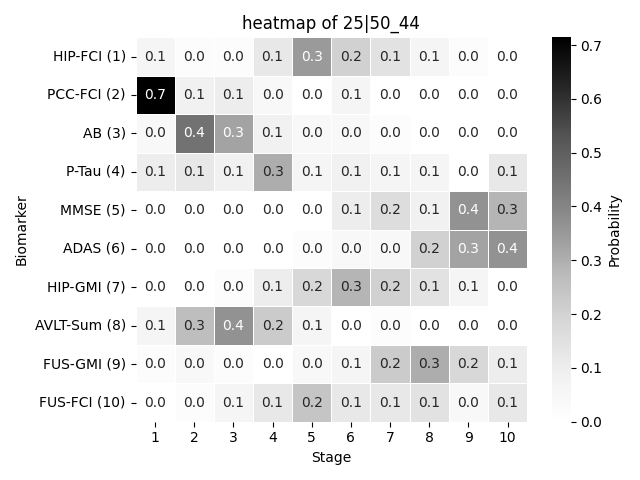 heatmap of 25|50_44
HIP-FCI (1) 0.1 0.0 0.0 0.1 0.3 0.2 0.1 0.1 0.0 0.0
PCC-FCI (2) 0.7 0.1 0.1 0.0 0.0 0.1 0.0 0.0 0.0 0.0
AB (3) 0.0 0.4 0.3 0.1 0.0 0.0 0.0 0.0 0.0 0.0
P-Tau (4) 0.1 0.1 0.1 0.3 0.1 0.1 0.1 0.1 0.0 0.1
MMSE (5) 0.0 0.0 0.0 0.0 0.0 0.1 0.2 0.1 0.4 0.3
ADAS (6) 0.0 0.0 0.0 0.0 0.0 0.0 0.0 0.2 0.3 0.4
HIP-GMI (7) 0.0 0.0 0.0 0.1 0.2 0.3 0.2 0.1 0.1 0.0
AVLT-Sum (8) 0.1 0.3 0.4 0.2 0.1 0.0 0.0 0.0 0.0 0.0
FUS-GMI (9) 0.0 0.0 0.0 0.0 0.0 0.1 0.2 0.3 0.2 0.1
FUS-FCI (10) 0.0 0.0 0.1 0.1 0.2 0.1 0.1 0.1 0.0 0.1
1 2 3 4 5 6 7 8 9 10
Stage
Biomarker
0.7
0.6
0.5
0.4
0.3
0.2
0.1
0.0
Probability